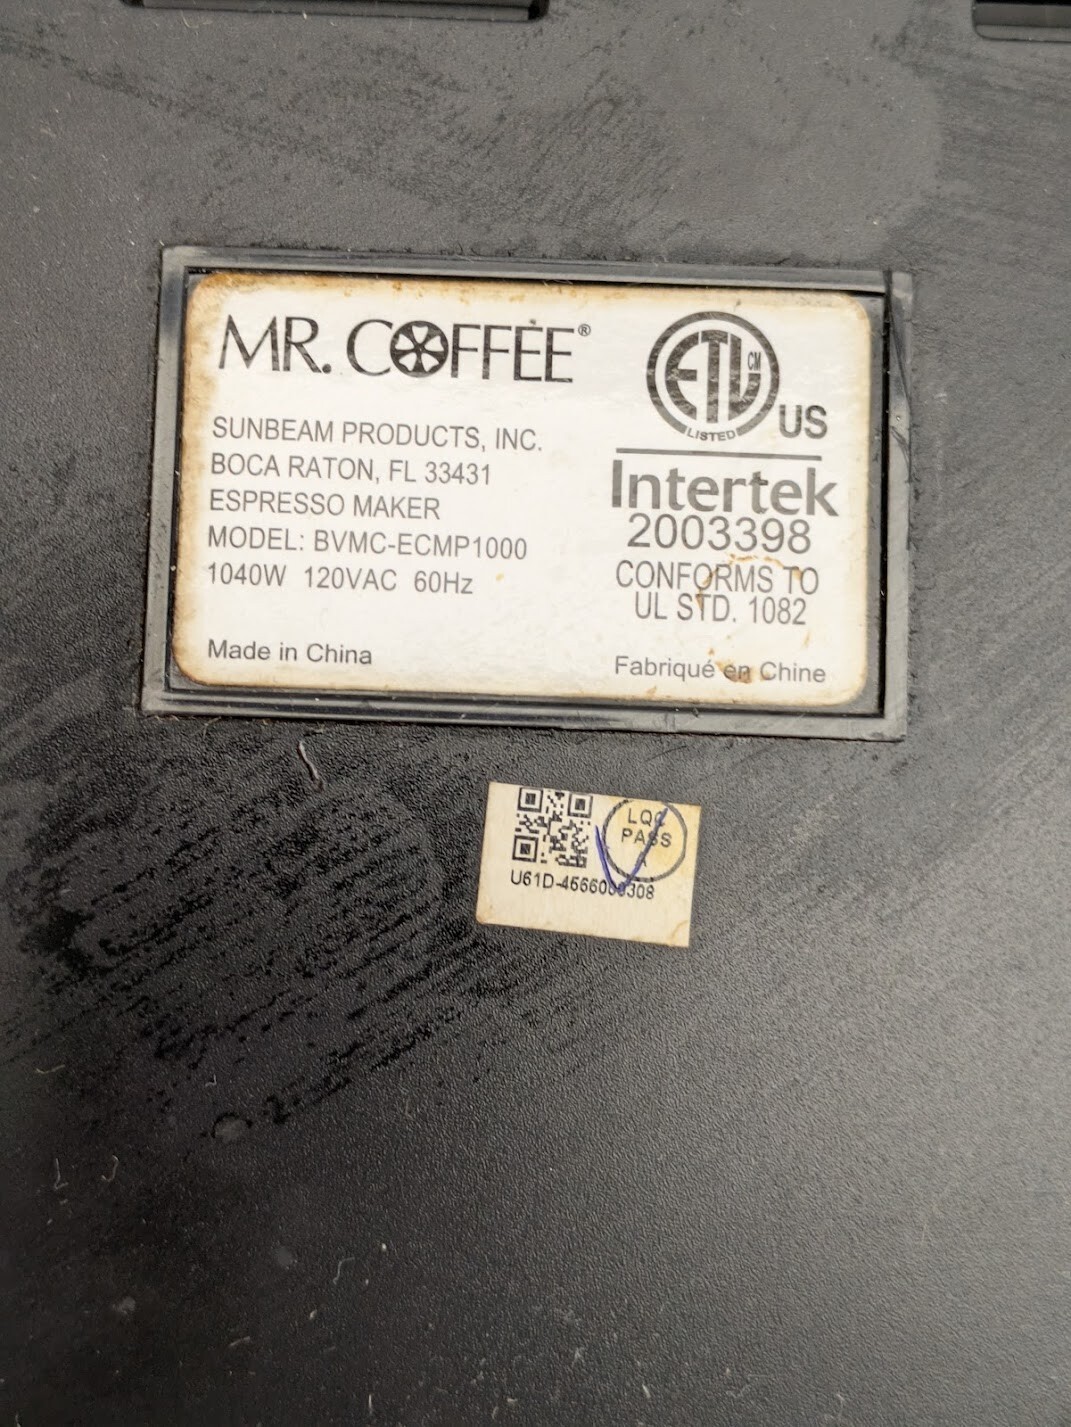 MR. COFFEE®
SUNBEAM PRODUCTS, INC.
BOCA RATON, FL 33431
ESPRESSO MAKER
MODEL: BVMC-ECMP1000
1040W 120VAC 60Hz
Made in China
ETL CM
LISTED
US
Intertek
2003398
CONFORMS TO
UL STD. 1082
Fabriqué en Chine
LQC
PASS